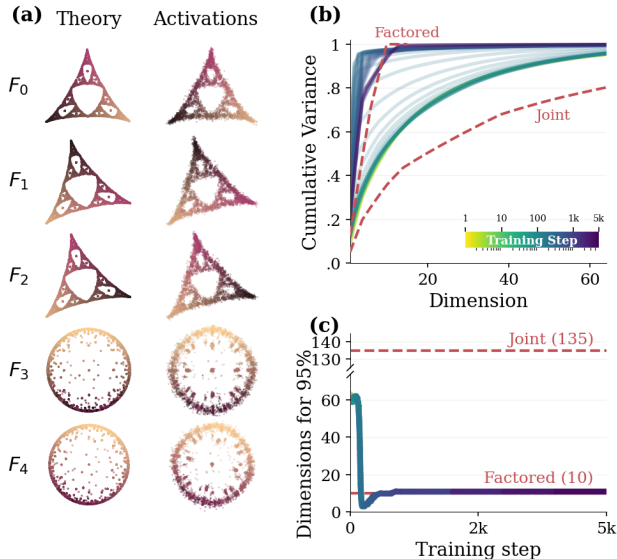 (a)
Theory
Activations
F0
F1
F2
F3
F4
(b)
Cumulative Variance
1
.8
.6
.4
.2
.0
Factored
Joint
1 10 100 1k 5k
Training Step
20 40 60
Dimension
(c)
Dimensions for 95%
140
130
60
40
20
0
Joint (135)
Factored (10)
0 2k 5k
Training step